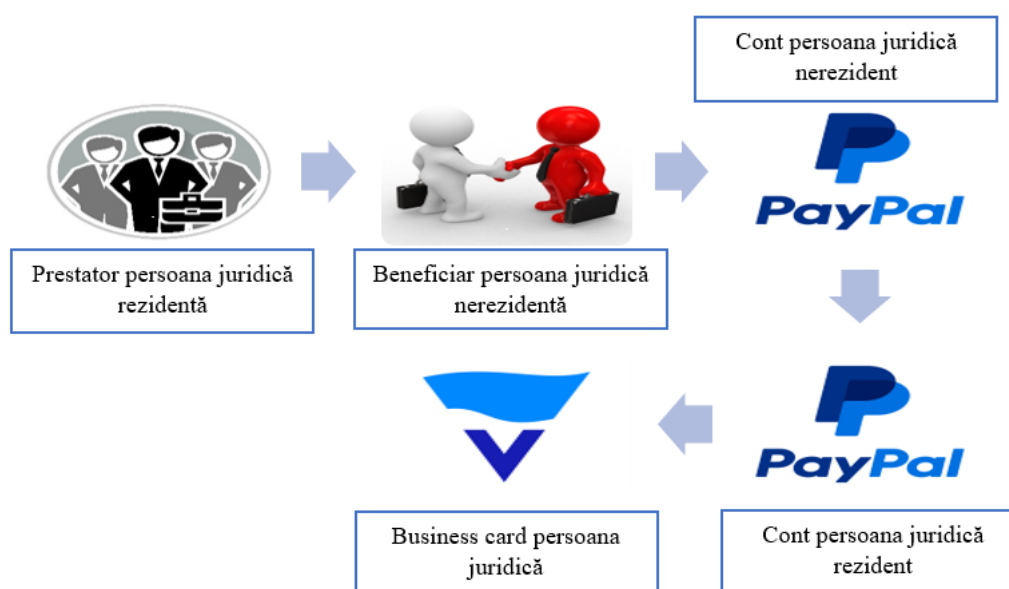 Cont persoana juridică
nerezident
PayPal
Prestator persoana juridică
rezidentă
Beneficiar persoana juridică
nerezidentă
PayPal
Business card persoana
juridică
Cont persoana juridică
rezident